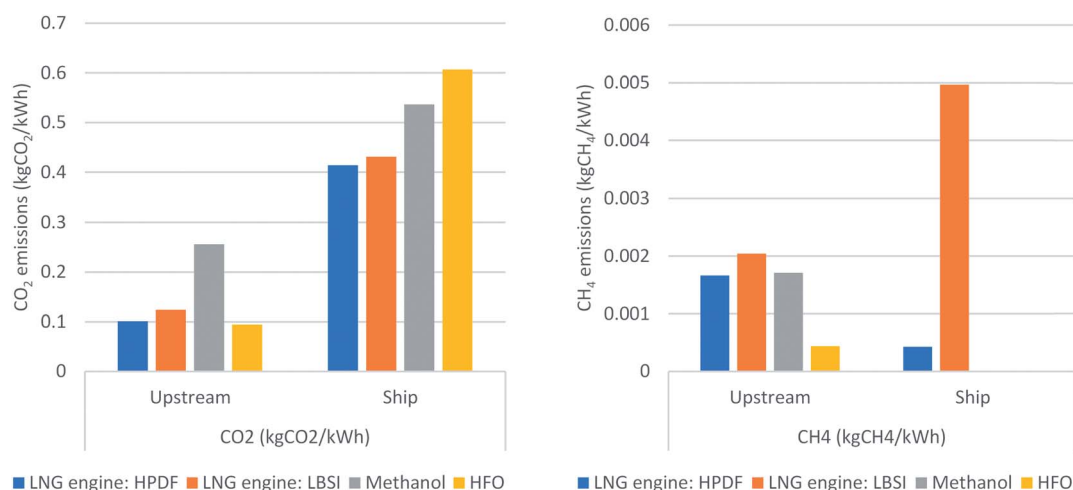 0.7
0.6
0.5
0.4
0.3
0.2
0.1
0
CO2 emissions (kgCO2/kWh)
Upstream Ship
CO2 (kgCO2/kWh)
LNG engine: HPDF LNG engine: LBSI Methanol HFO
0.006
0.005
0.004
0.003
0.002
0.001
0
CH4 emissions (kgCH4/kWh)
Upstream Ship
CH4 (kgCH4/kWh)
LNG engine: HPDF LNG engine: LBSI Methanol HFO